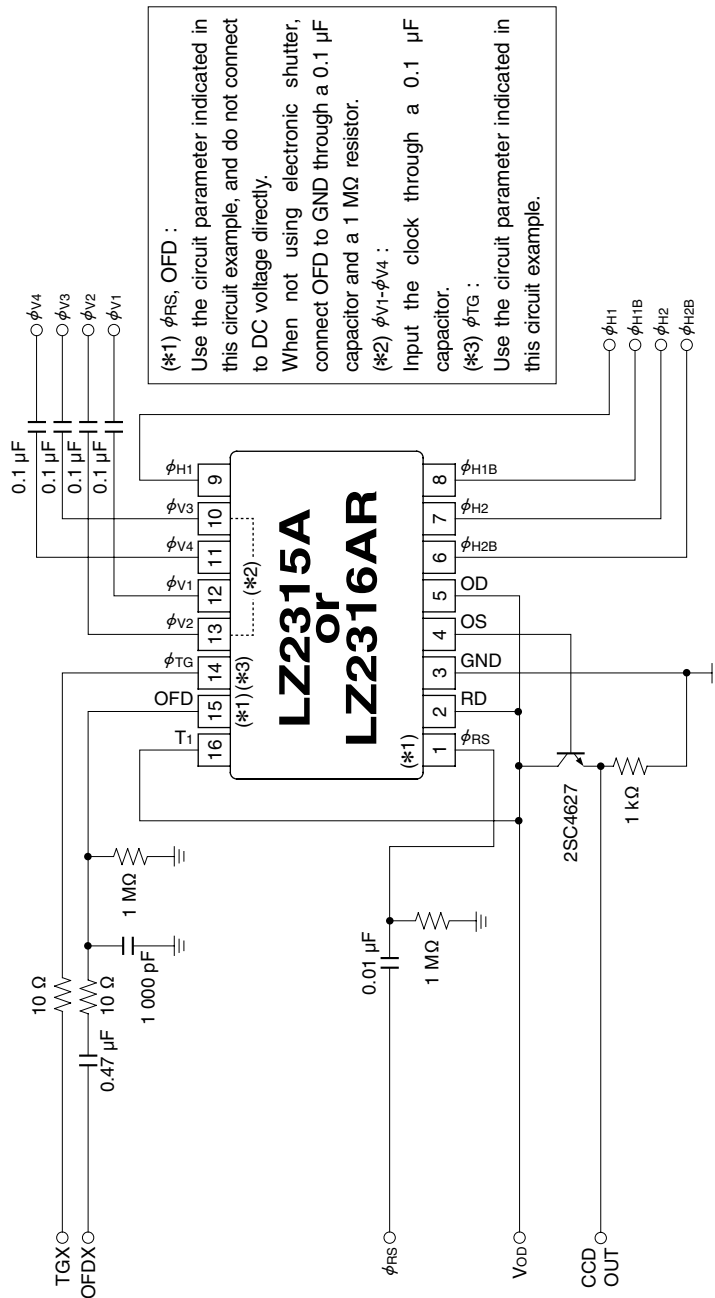 TGX
OFDX
φRS
VOD
CCD
OUT
10 Ω
0.47 µF
10 Ω
1 000 pF
1 MΩ
0.01 µF
1 MΩ
2SC4627
1 kΩ
T1
OFD
φTG
φV2
φV1
φV4
φV3
φH1
16
15
14
13
12
11
10
9
(*1)
(*3)
(*2)
LZ2315A
or
LZ2316AR
(*1)
1
2
3
4
5
6
7
8
φRS
RD
GND
OS
OD
φH2B
φH2
φH1B
0.1 µF
0.1 µF
0.1 µF
0.1 µF
φV4
φV3
φV2
φV1
φH1
φH1B
φH2
φH2B
(*1) φRS, OFD :
Use the circuit parameter indicated in
this circuit example, and do not connect
to DC voltage directly.
When not using electronic shutter,
connect OFD to GND through a 0.1 µF
capacitor and a 1 MΩ resistor.
(*2) φV1-φV4 :
Input the clock through a 0.1 µF
capacitor.
(*3) φTG :
Use the circuit parameter indicated in
this circuit example.